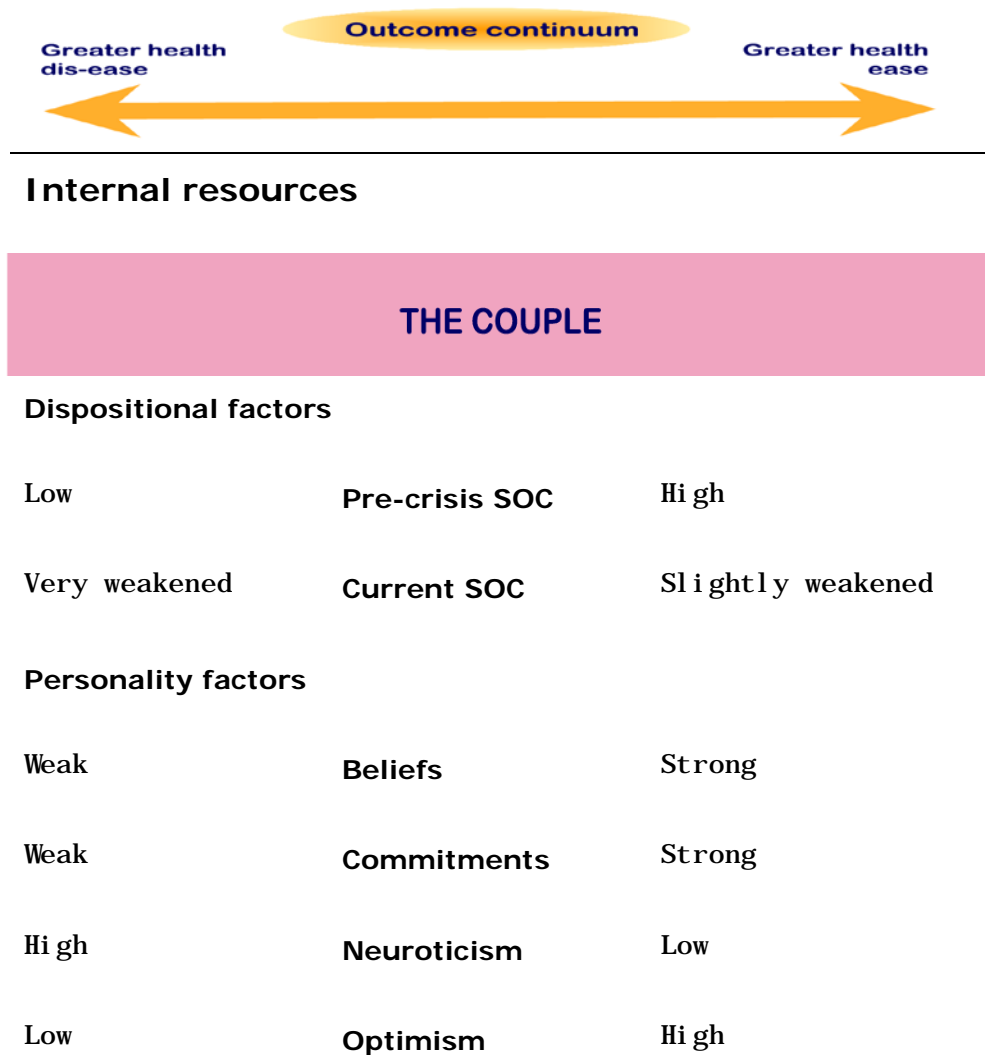 Outcome continuum
Greater health dis-ease
Greater health ease
Internal resources
THE COUPLE
Dispositional factors
Low Pre-crisis SOC High
Very weakened Current SOC Slightly weakened
Personality factors
Weak Beliefs Strong
Weak Commitments Strong
High Neuroticism Low
Low Optimism High